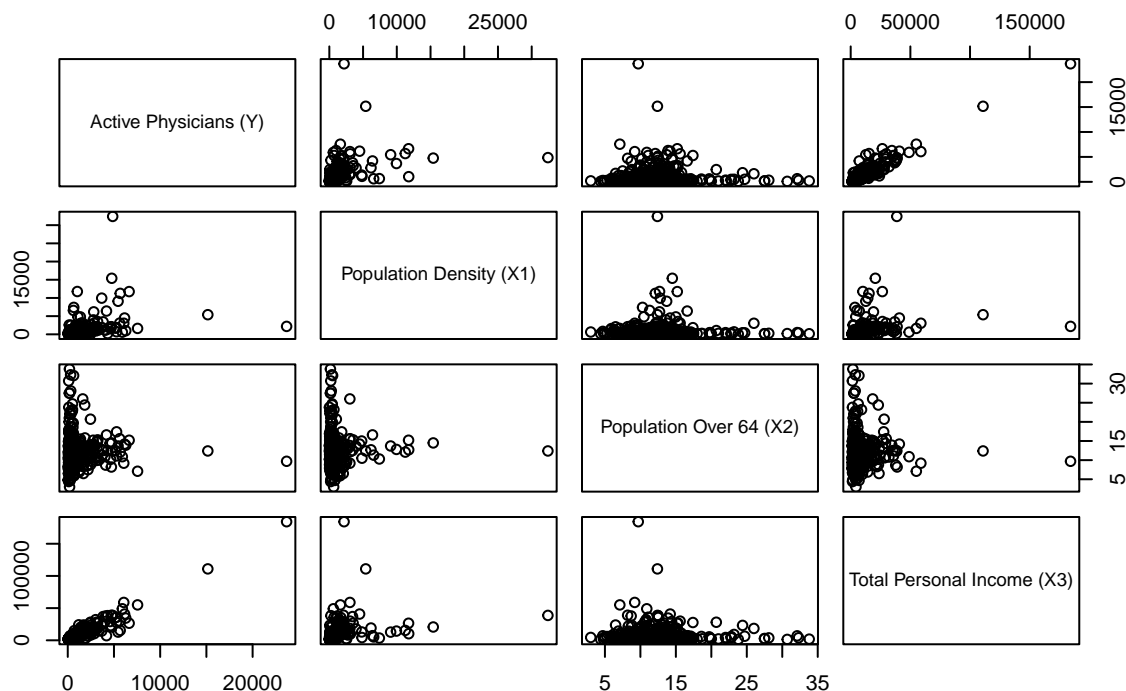 0 10000 25000
0 50000 150000
Active Physicians (Y)
0 15000
0 15000
Population Density (X1)
Population Over 64 (X2)
5 15 30
0 100000
Total Personal Income (X3)
0 10000 20000
5 15 25 35